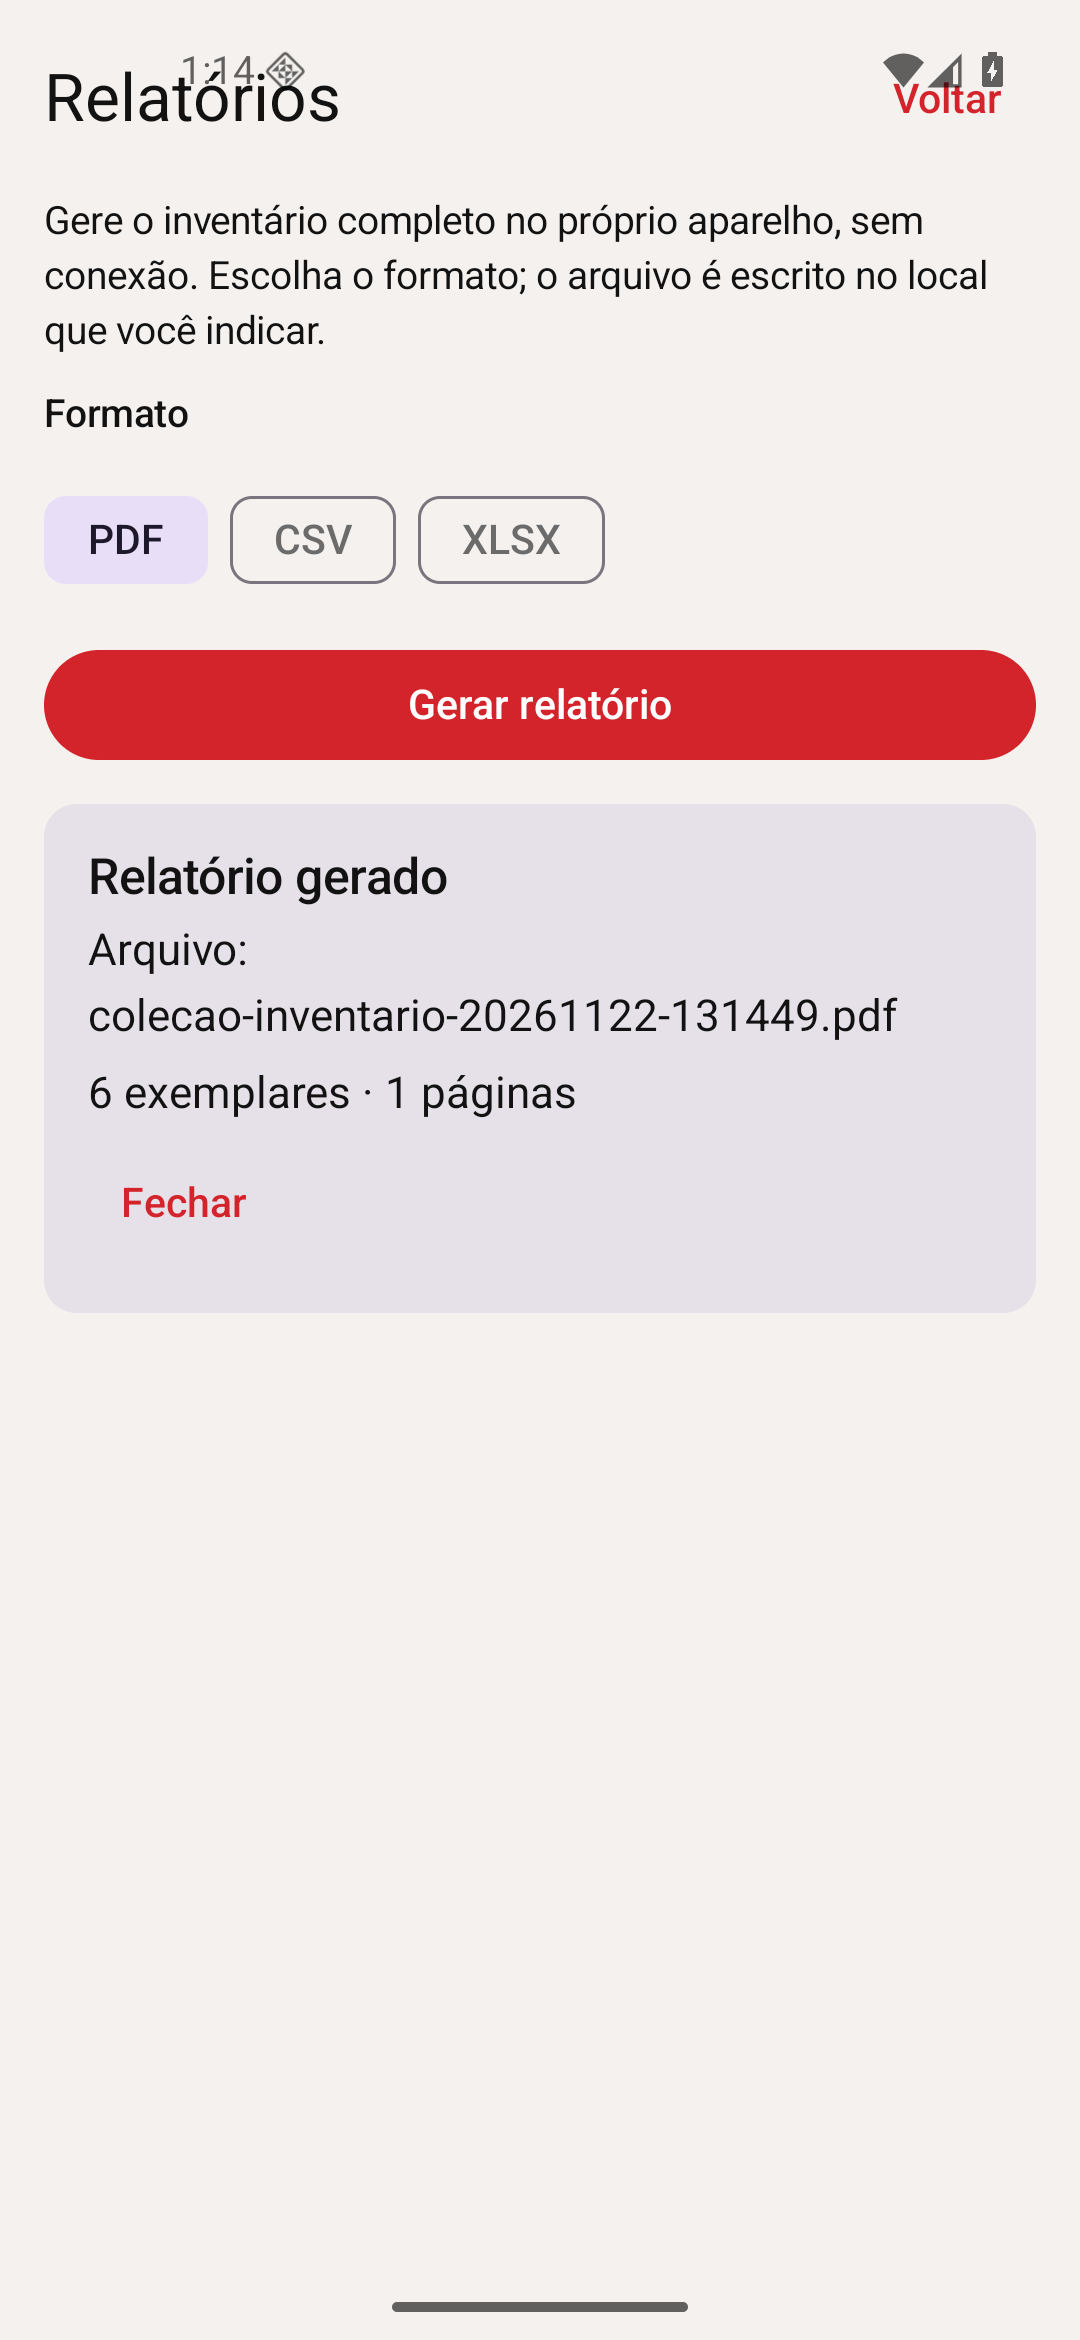 1:14
Relatórios
Voltar
Gere o inventário completo no próprio aparelho, sem
conexão. Escolha o formato; o arquivo é escrito no local
que você indicar.
Formato
PDF
CSV
XLSX
Gerar relatório
Relatório gerado
Arquivo:
colecao-inventario-20261122-131449.pdf
6 exemplares · 1 páginas
Fechar